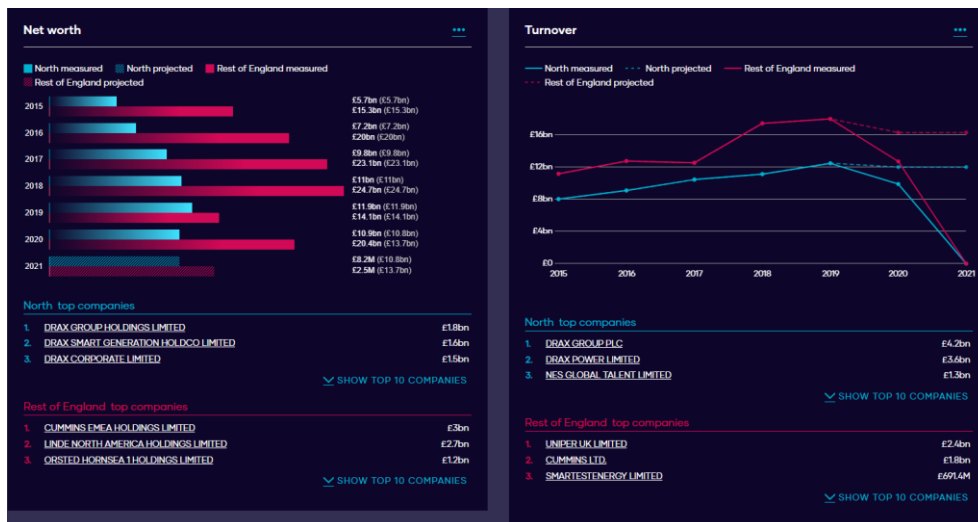 Net worth
•••
North measured North projected Rest of England measured
Rest of England projected
2015
£5.7bn (£5.7bn)
£15.3bn (£15.3bn)
2016
£7.2bn (£7.2bn)
£20bn (£20bn)
2017
£9.8bn (£9.8bn)
£23.1bn (£23.1bn)
2018
£11bn (£11bn)
£24.7bn (£24.7bn)
2019
£11.9bn (£11.9bn)
£14.1bn (£14.1bn)
2020
£10.9bn (£10.8bn)
£20.4bn (£13.7bn)
2021
£8.2M (£10.8bn)
£2.5M (£13.7bn)
North top companies
1. DRAX GROUP HOLDINGS LIMITED £1.8bn
2. DRAX SMART GENERATION HOLDCO LIMITED £1.6bn
3. DRAX CORPORATE LIMITED £1.5bn
SHOW TOP 10 COMPANIES
Rest of England top companies
1. CUMMINS EMEA HOLDINGS LIMITED £3bn
2. LINDE NORTH AMERICA HOLDINGS LIMITED £2.7bn
3. ORSTED HORNSEA 1 HOLDINGS LIMITED £1.2bn
SHOW TOP 10 COMPANIES
Turnover
•••
North measured North projected Rest of England measured
Rest of England projected
£16bn
£12bn
£8bn
£4bn
£0
2015 2016 2017 2018 2019 2020 2021
North top companies
1. DRAX GROUP PLC £4.2bn
2. DRAX POWER LIMITED £3.6bn
3. NES GLOBAL TALENT LIMITED £1.3bn
SHOW TOP 10 COMPANIES
Rest of England top companies
1. UNIPER UK LIMITED £2.4bn
2. CUMMINS LTD. £1.8bn
3. SMARTESTENERGY LIMITED £691.4M
SHOW TOP 10 COMPANIES